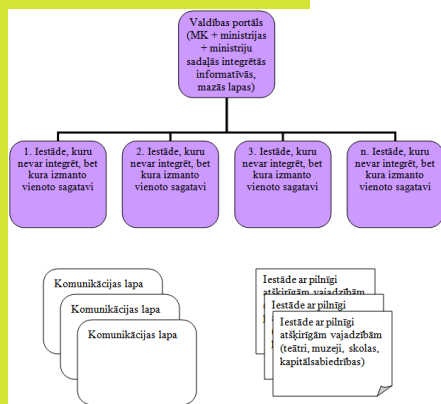 Valdības portāls
(MK + ministrijas
+ ministriju
sadaļās integrētās
informatīvās,
mazās lapas)
1. Iestāde, kuru
nevar integrēt, bet
kura izmanto
vienoto sagatavi
2. Iestāde, kuru
nevar integrēt, bet
kura izmanto
vienoto sagatavi
3. Iestāde, kuru
nevar integrēt, bet
kura izmanto
vienoto sagatavi
n. Iestāde, kuru
nevar integrēt, bet
kura izmanto
vienoto sagatavi
Komunikācijas lapa
Komunikācijas lapa
Komunikācijas lapa
Iestāde ar pilnīgi
atšķirīgām vajadzībām
Iestāde ar pilnīgi
Iestāde ar pilnīgi
atšķirīgām vajadzībām
(teātri, muzeji, skolas,
kapitālsabiedrības)